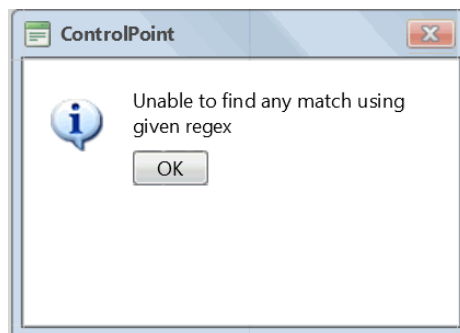 ControlPoint
Unable to find any match using
given regex
OK